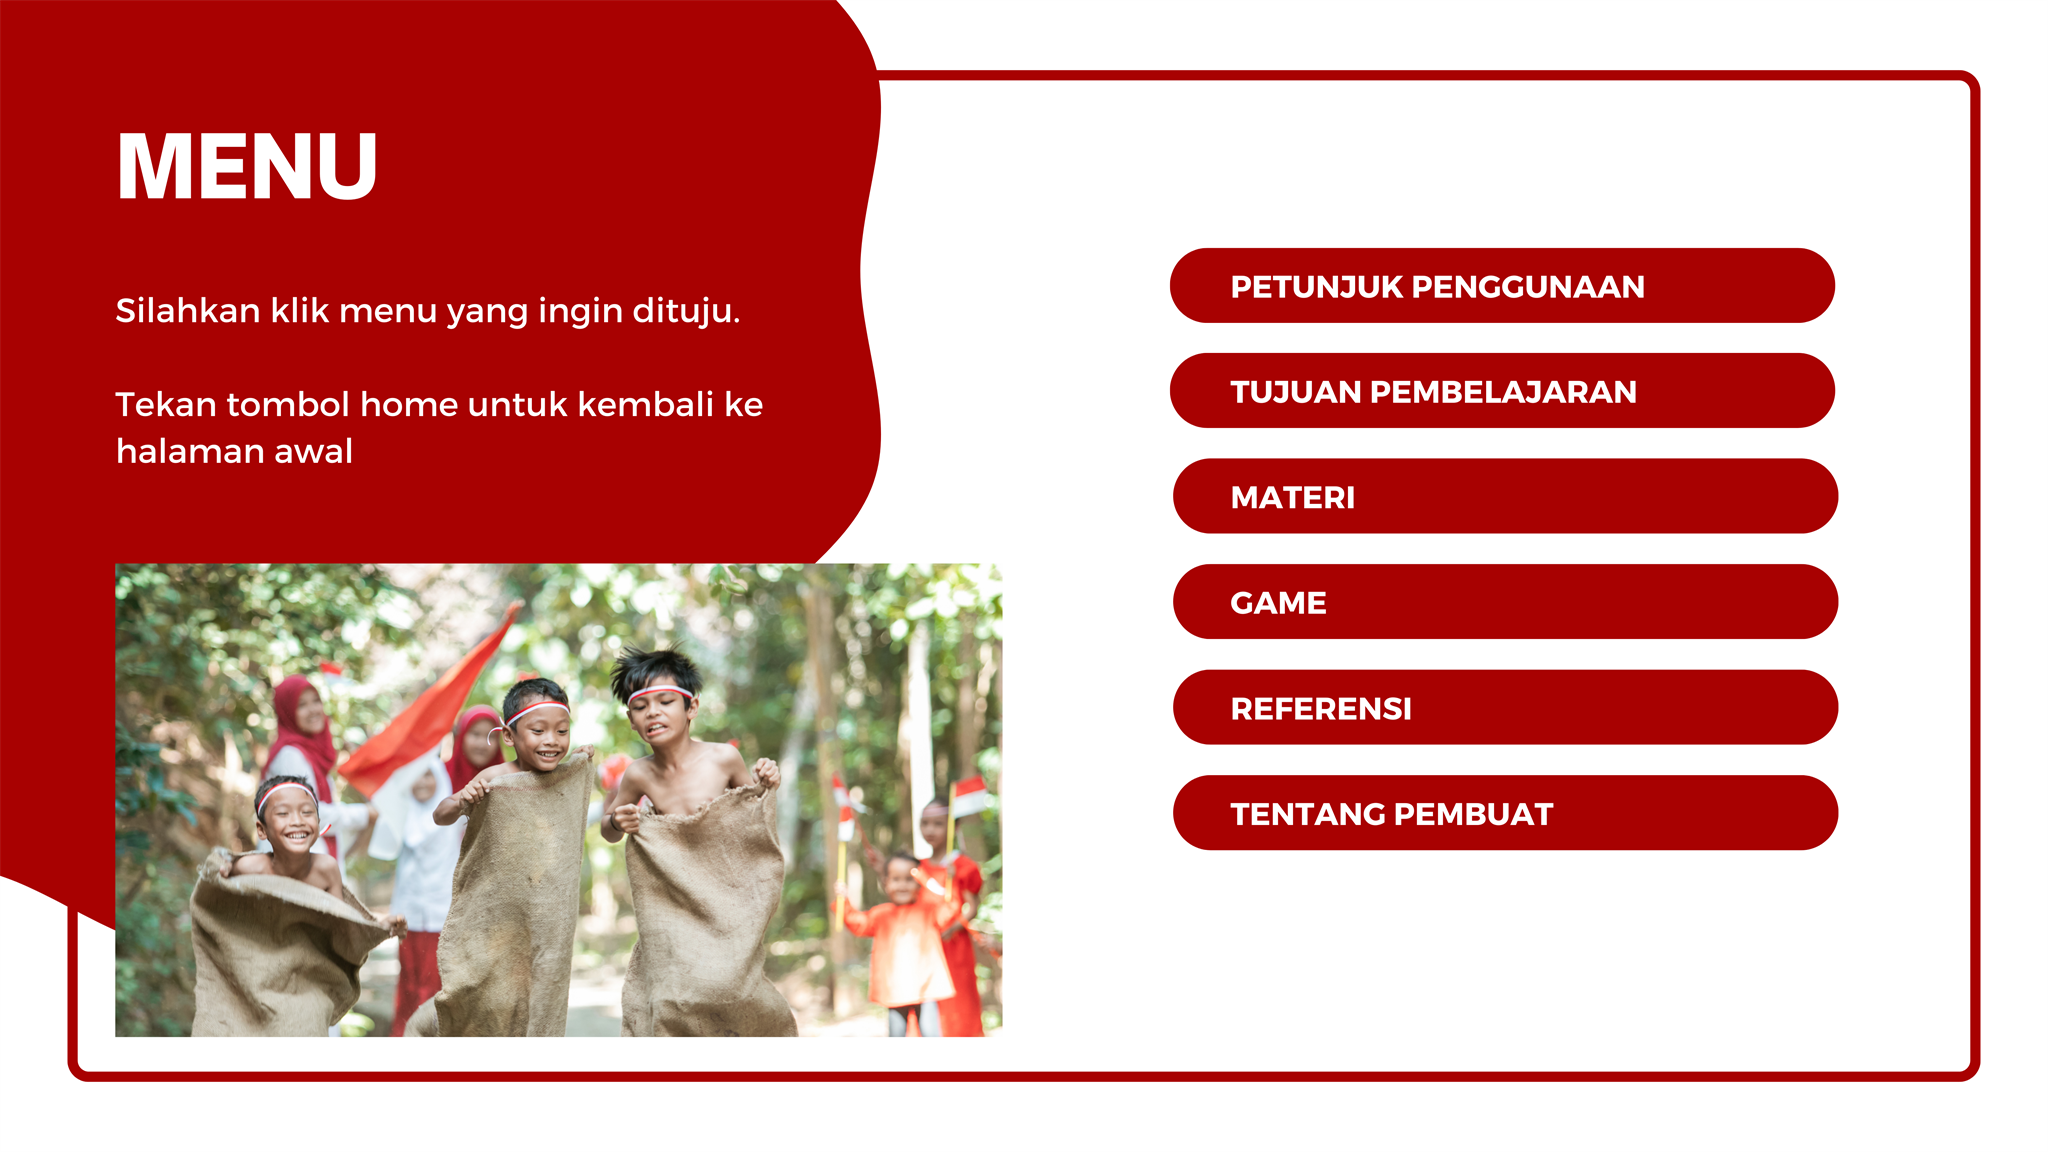 MENU
Silahkan klik menu yang ingin dituju.
Tekan tombol home untuk kembali ke
halaman awal
PETUNJUK PENGGUNAAN
TUJUAN PEMBELAJARAN
MATERI
GAME
REFERENSI
TENTANG PEMBUAT